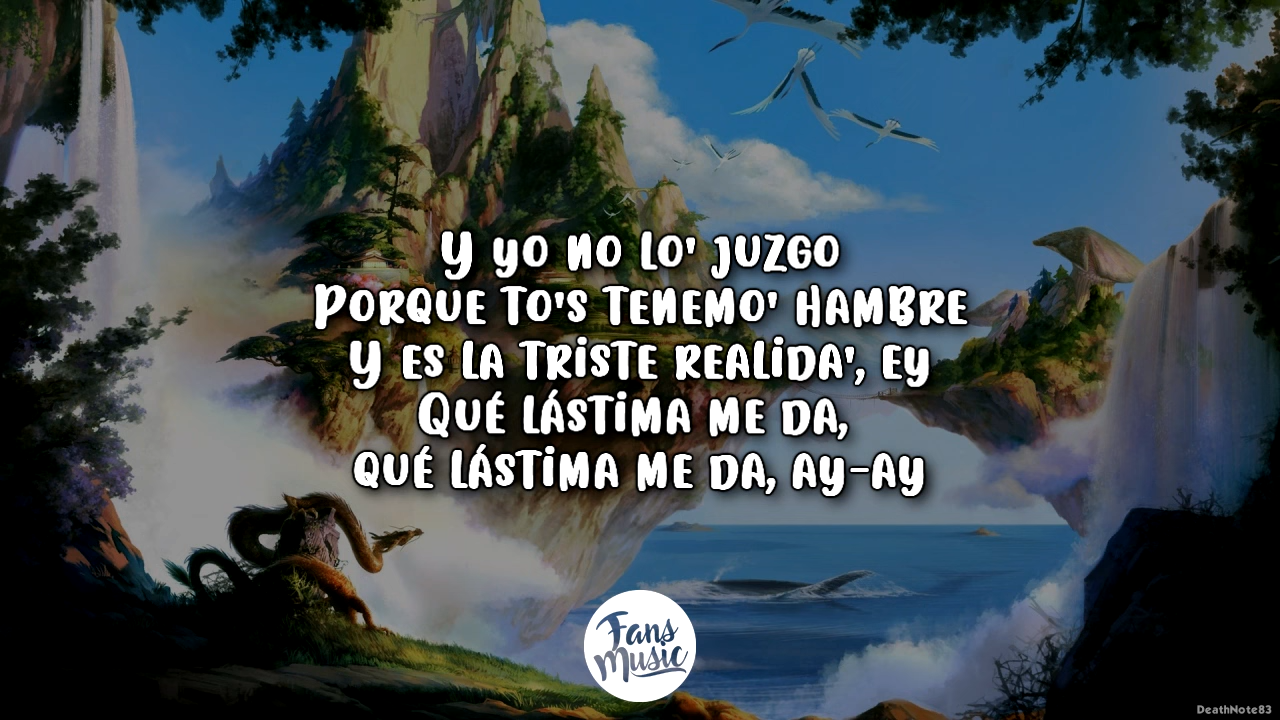 Y yo no lo' juzgo
Porque to's tenemo' hambre
Y es la triste realida', ey
Qué lástima me da,
qué lástima me da, ay-ay
Fans
Music
DeathNote83